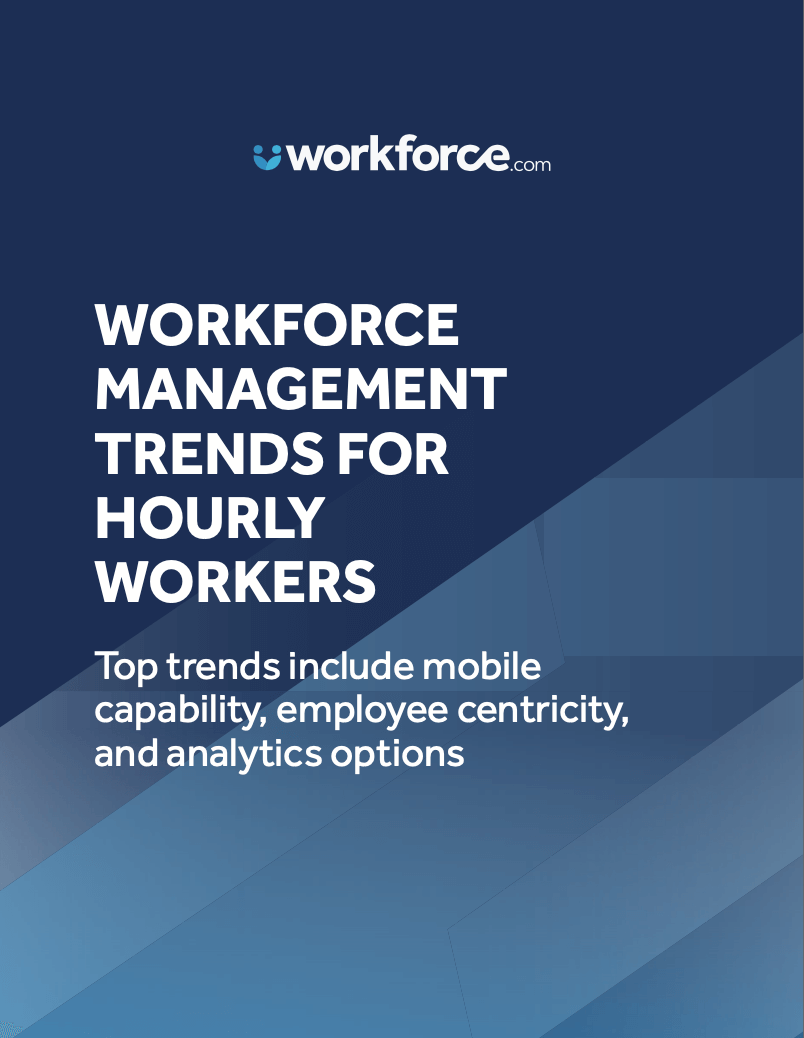 workforce.com
WORKFORCE
MANAGEMENT
TRENDS FOR
HOURLY
WORKERS
Top trends include mobile
capability, employee centricity,
and analytics options